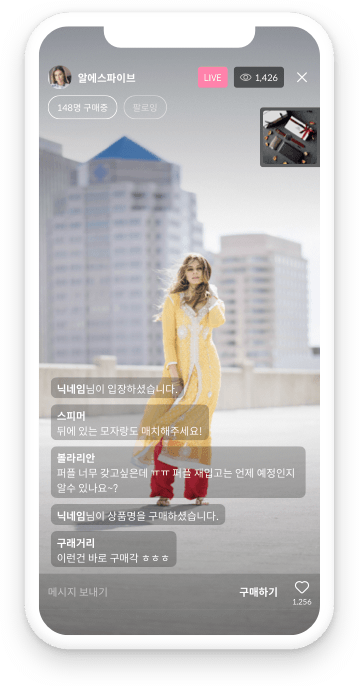 알에스파이브
LIVE
1,426
148명 구매중
팔로잉
닉네임님이 입장하셨습니다.
스피머
뒤에 있는 모자랑도 매치해주세요!
볼라리안
퍼플 너무 갖고싶은데 ㅠㅠ 퍼플 재입고는 언제 예정인지
알수 있나요~?
닉네임님이 상품명을 구매하셨습니다.
구래거리
이런건 바로 구매각 ㅎㅎㅎ
메시지 보내기
구매하기
1.256